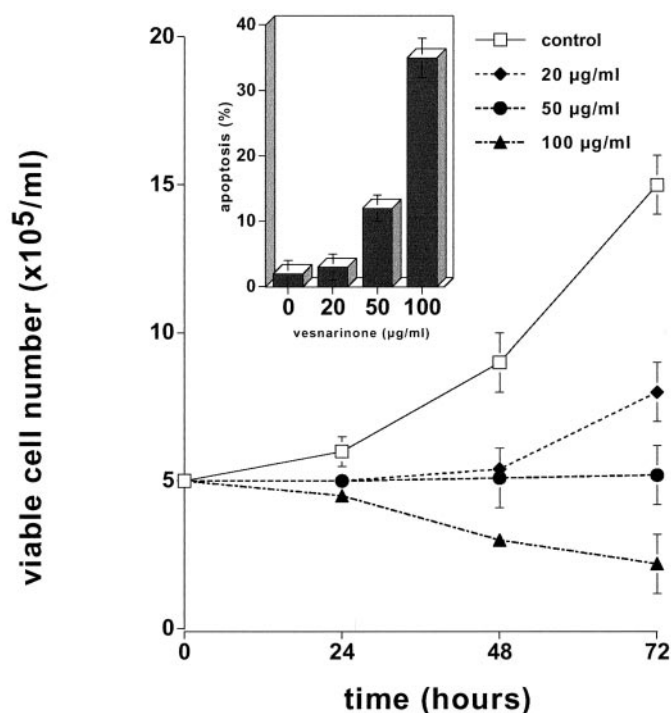 20
15
10
5
0
viable cell number (x10⁵/ml)
0
24
48
72
time (hours)
control
20 µg/ml
50 µg/ml
100 µg/ml
40
30
20
10
0
apoptosis (%)
0
20
50
100
vesnarinone (µg/ml)